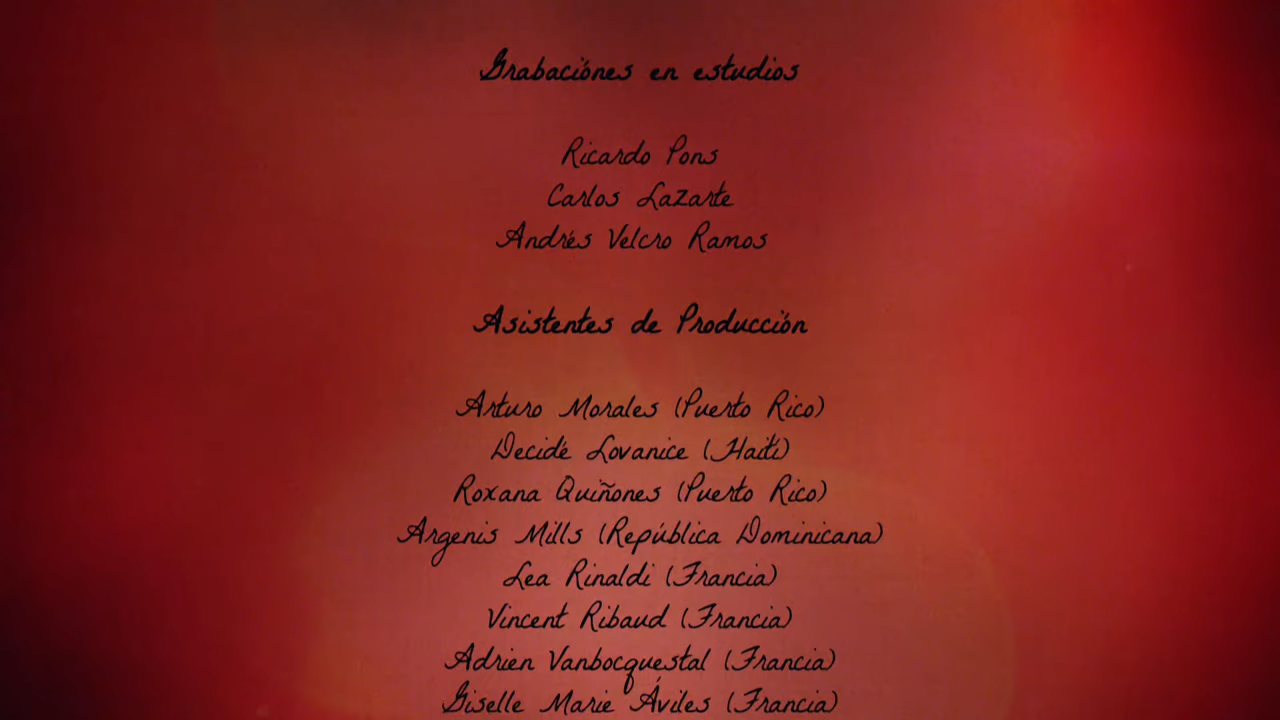 Grabaciónes en estudios
Ricardo Pons
Carlos Lazarte
Andrés Velcro Ramos
Asistentes de Producción
Arturo Morales (Puerto Rico)
Decidé Lovanice (Haití)
Roxana Quiñones (Puerto Rico)
Argenis Mills (República Dominicana)
Lea Rinaldi (Francia)
Vincent Ribaud (Francia)
Adrien Vanbocquestal (Francia)
Giselle Marie Áviles (Francia)